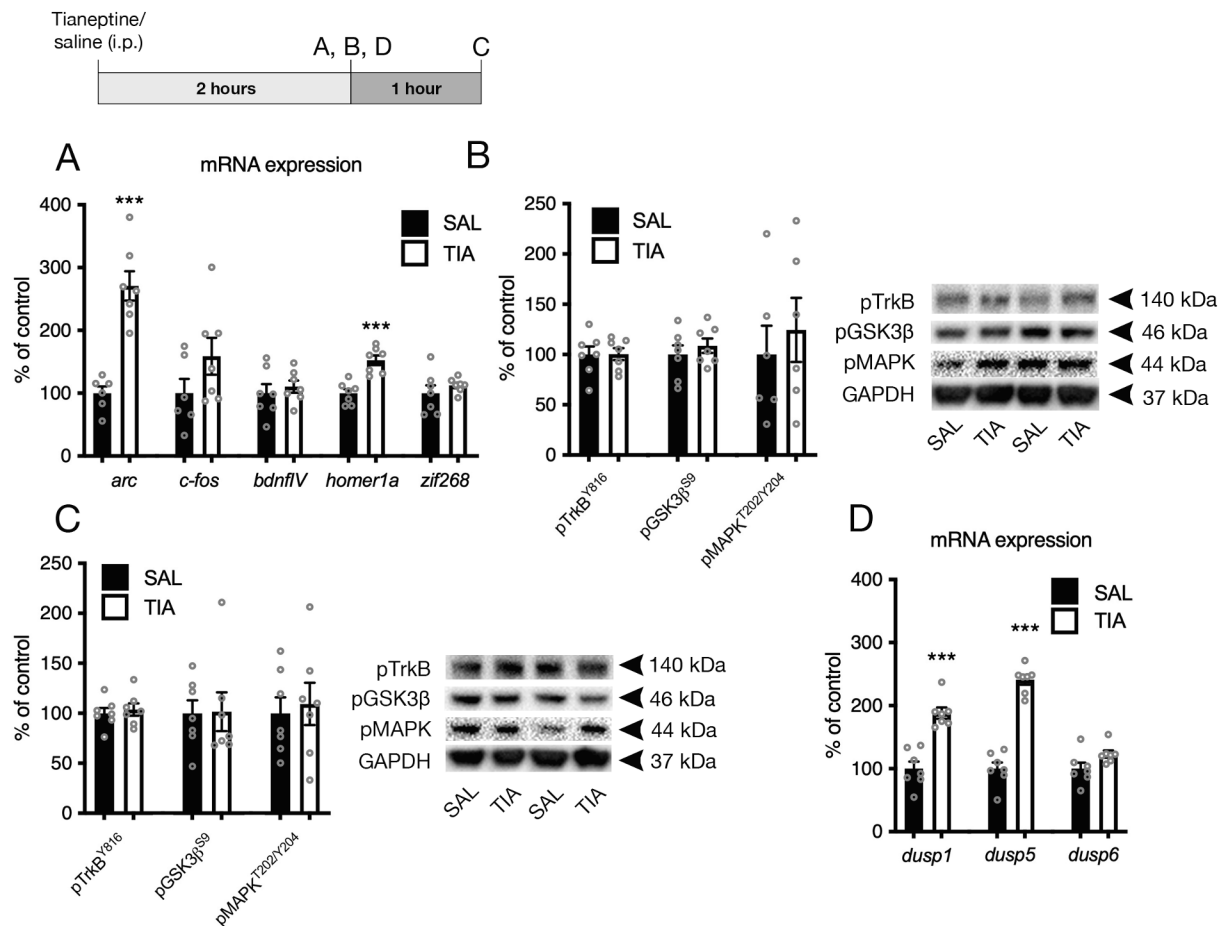 Tianeptine/
saline (i.p.)
A, B, D
C
2 hours
1 hour
A
mRNA expression
% of control
400
300
200
100
0
***
***
SAL
TIA
arc
c-fos
bdnfIV
homer1a
zif268
B
% of control
250
200
150
100
50
0
SAL
TIA
pTrkBY816
pGSK3βS9
pMAPKT202/Y204
pTrkB
140 kDa
pGSK3β
46 kDa
pMAPK
44 kDa
GAPDH
37 kDa
SAL
TIA
SAL
TIA
C
% of control
250
200
150
100
50
0
SAL
TIA
pTrkBY816
pGSK3βS9
pMAPKT202/Y204
pTrkB
140 kDa
pGSK3β
46 kDa
pMAPK
44 kDa
GAPDH
37 kDa
SAL
TIA
SAL
TIA
D
mRNA expression
% of control
400
300
200
100
0
***
***
SAL
TIA
dusp1
dusp5
dusp6